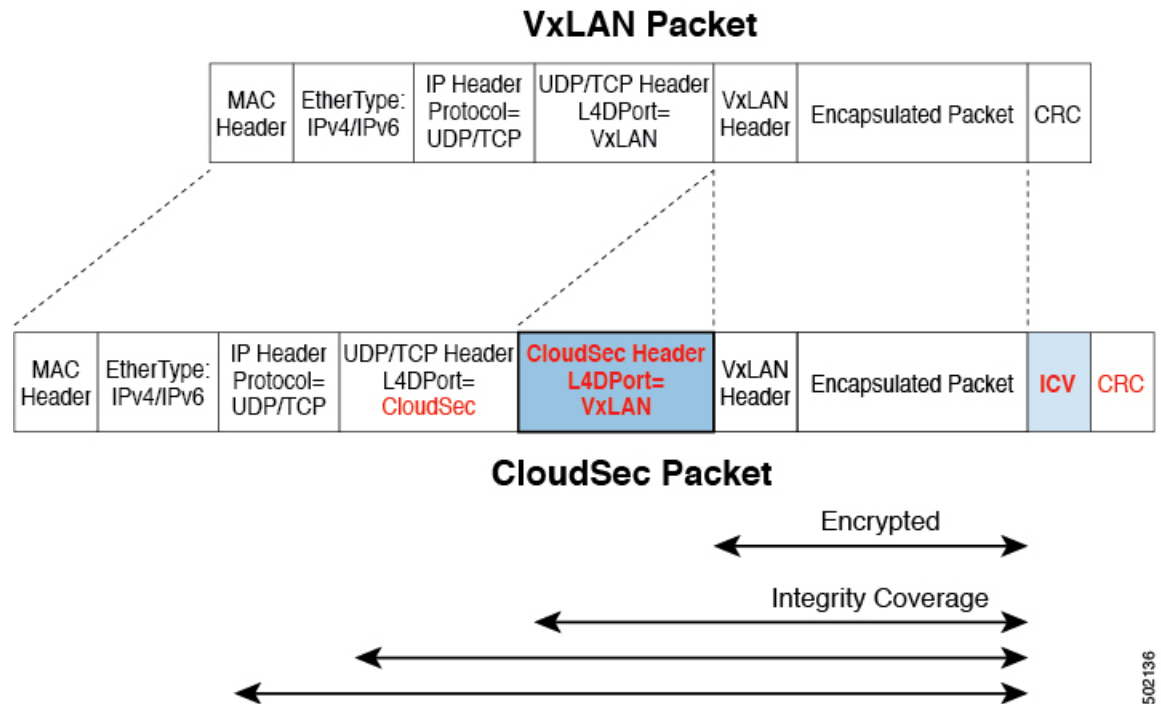 VxLAN Packet
MAC
Header
EtherType:
IPv4/IPv6
IP Header
Protocol=
UDP/TCP
UDP/TCP Header
L4DPort=
VxLAN
VxLAN
Header
Encapsulated Packet
CRC
MAC
Header
EtherType:
IPv4/IPv6
IP Header
Protocol=
UDP/TCP
UDP/TCP Header
L4DPort=
CloudSec
CloudSec Header
L4DPort=
VxLAN
VxLAN
Header
Encapsulated Packet
ICV
CRC
CloudSec Packet
Encrypted
Integrity Coverage
502136